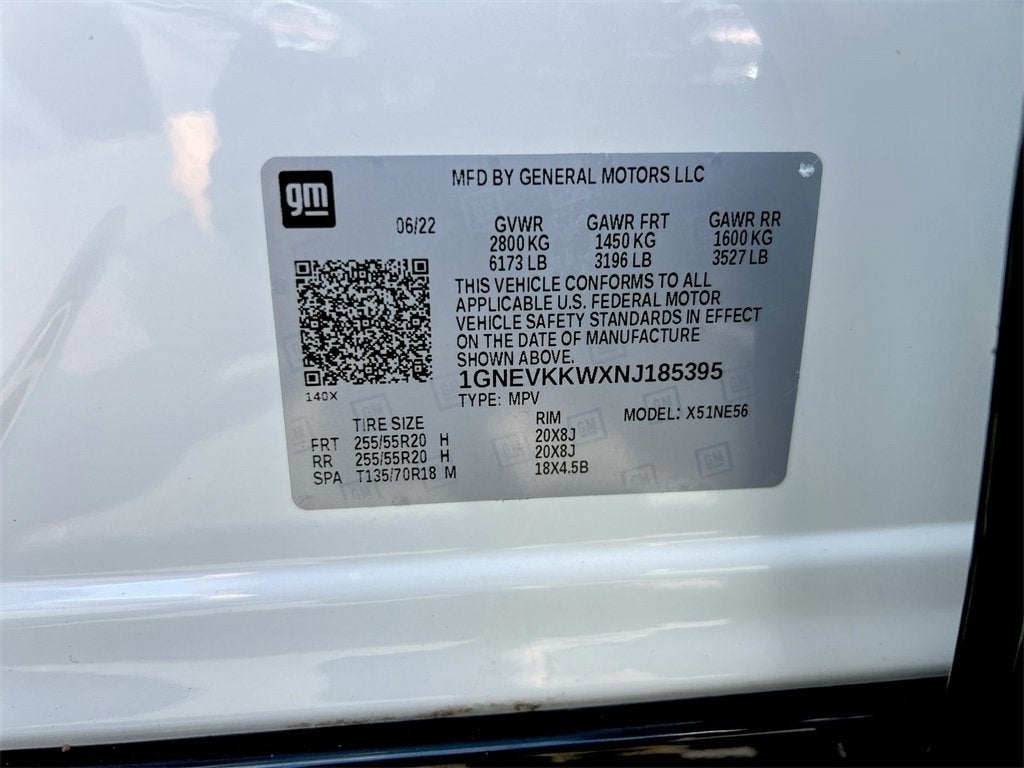 gm
MFD BY GENERAL MOTORS LLC
06/22 GVWR GAWR FRT GAWR RR
2800 KG 1450 KG 1600 KG
6173 LB 3196 LB 3527 LB
THIS VEHICLE CONFORMS TO ALL
APPLICABLE U.S. FEDERAL MOTOR
VEHICLE SAFETY STANDARDS IN EFFECT
ON THE DATE OF MANUFACTURE
SHOWN ABOVE.
1GNEVKKWXNJ185395
140X
TYPE: MPV
TIRE SIZE RIM MODEL: X51NE56
FRT 255/55R20 H 20X8J
RR 255/55R20 H 20X8J
SPA T135/70R18 M 18X4.5B